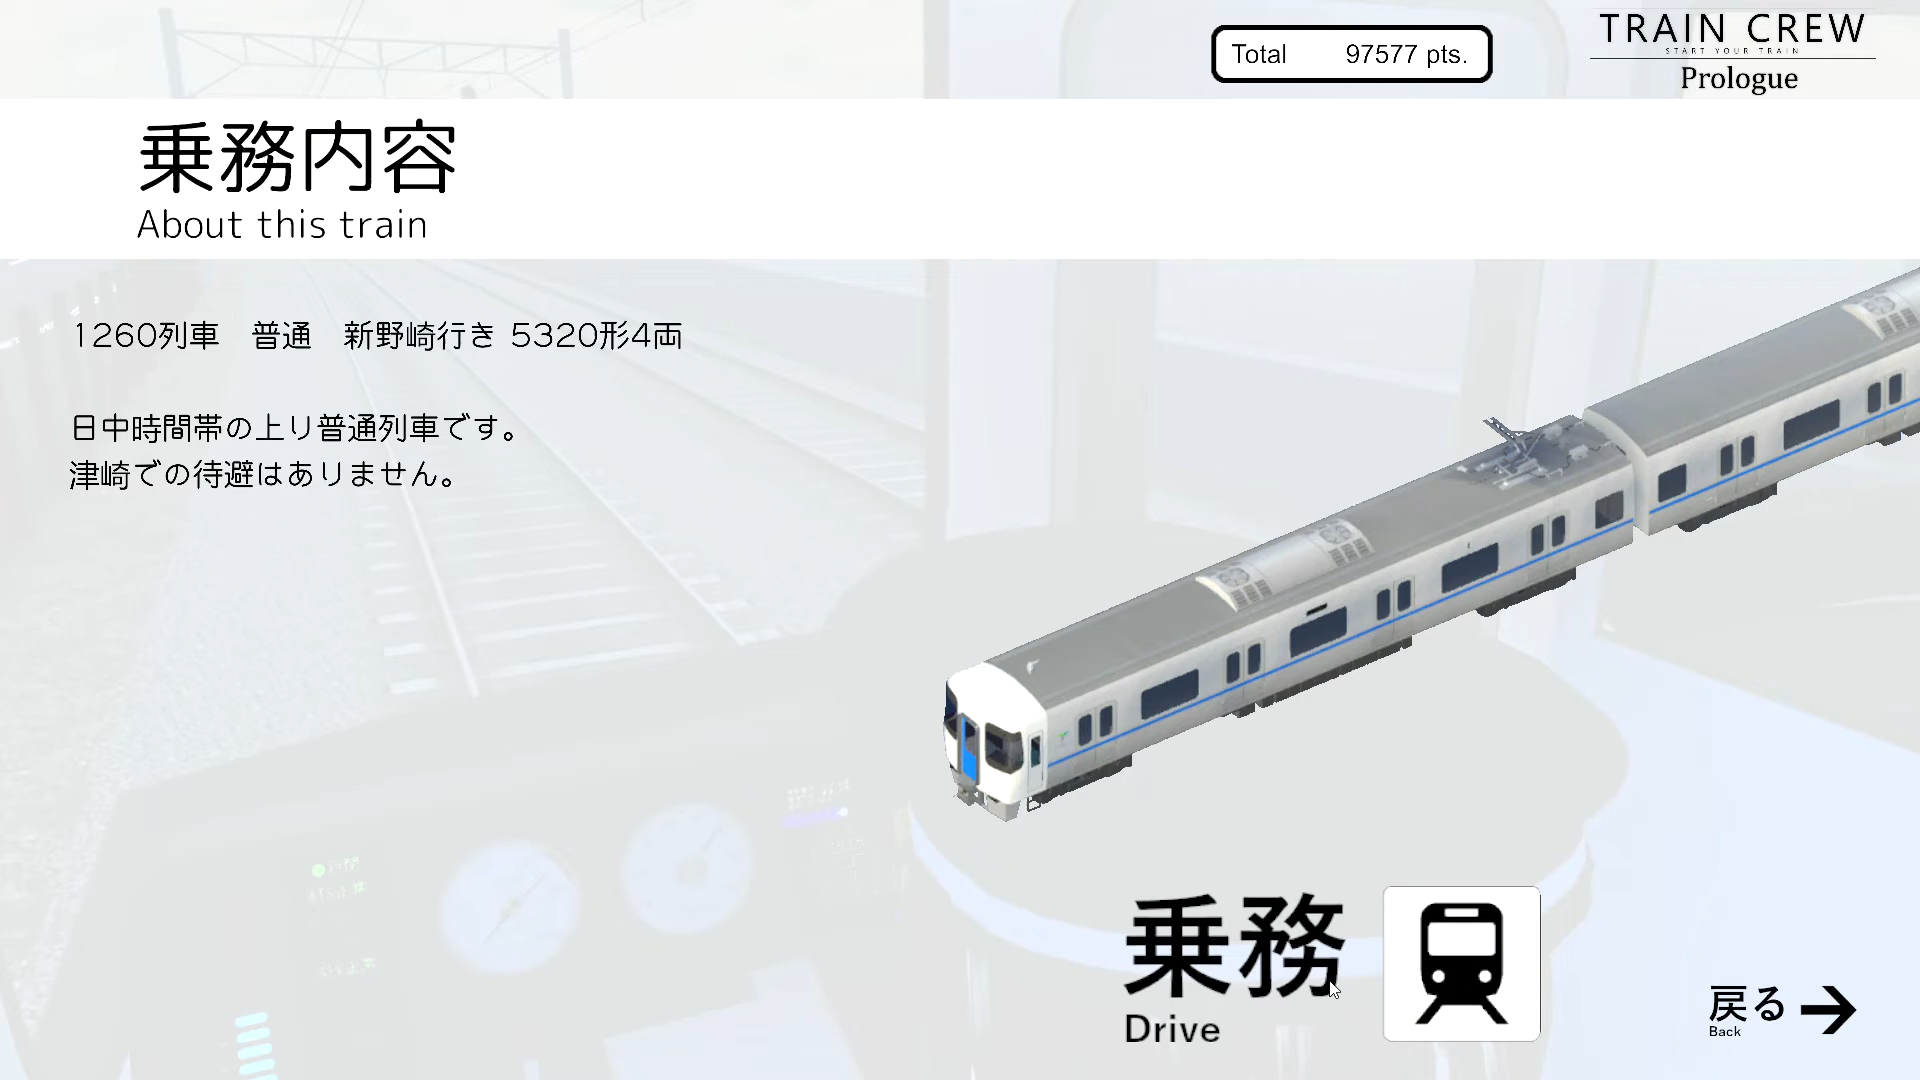 Total 97577 pts.
TRAIN CREW
START YOUR TRAIN
Prologue
乗務内容
About this train
1260列車　普通　新野崎行き 5320形4両
日中時間帯の上り普通列車です。
津崎での待避はありません。
乗務
Drive
戻る
Back